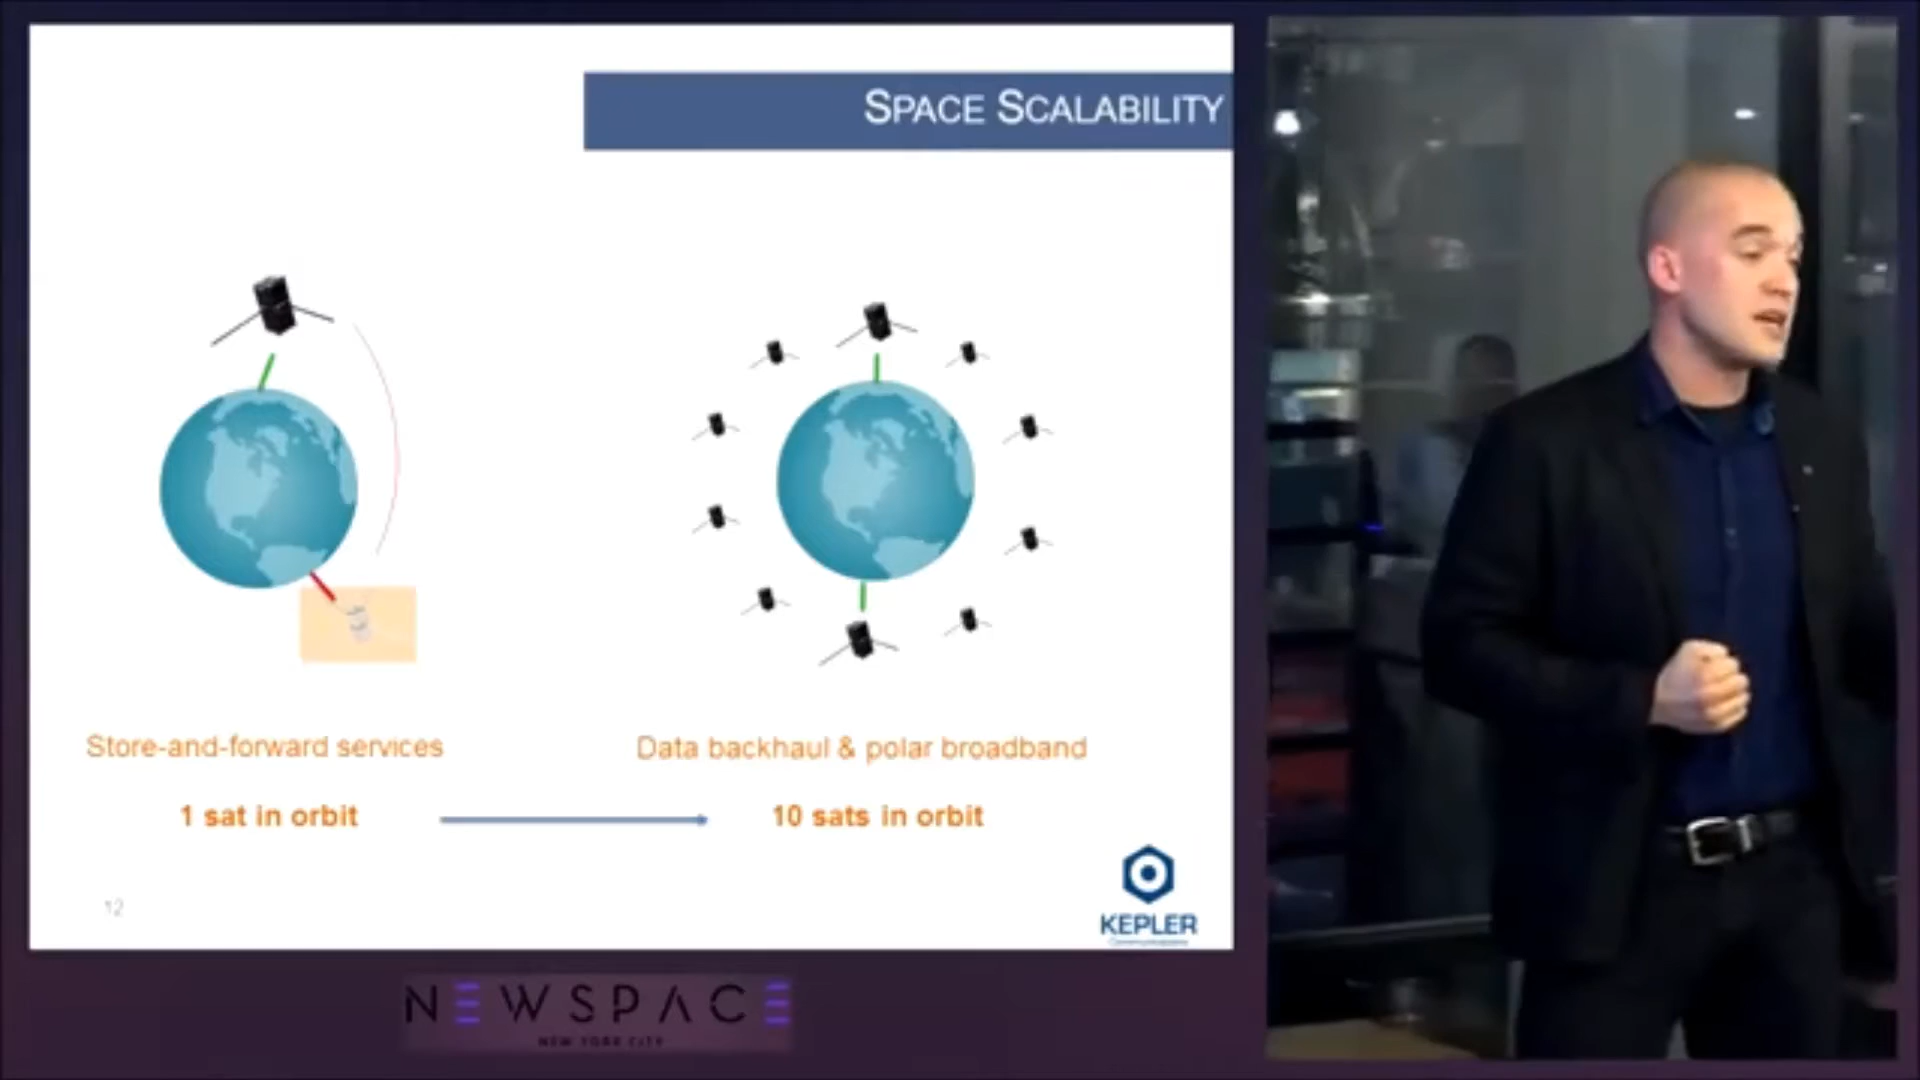 SPACE SCALABILITY
Store-and-forward services
Data backhaul & polar broadband
1 sat in orbit
10 sats in orbit
12
KEPLER
Communications
NEWSPACE
NEW YORK CITY